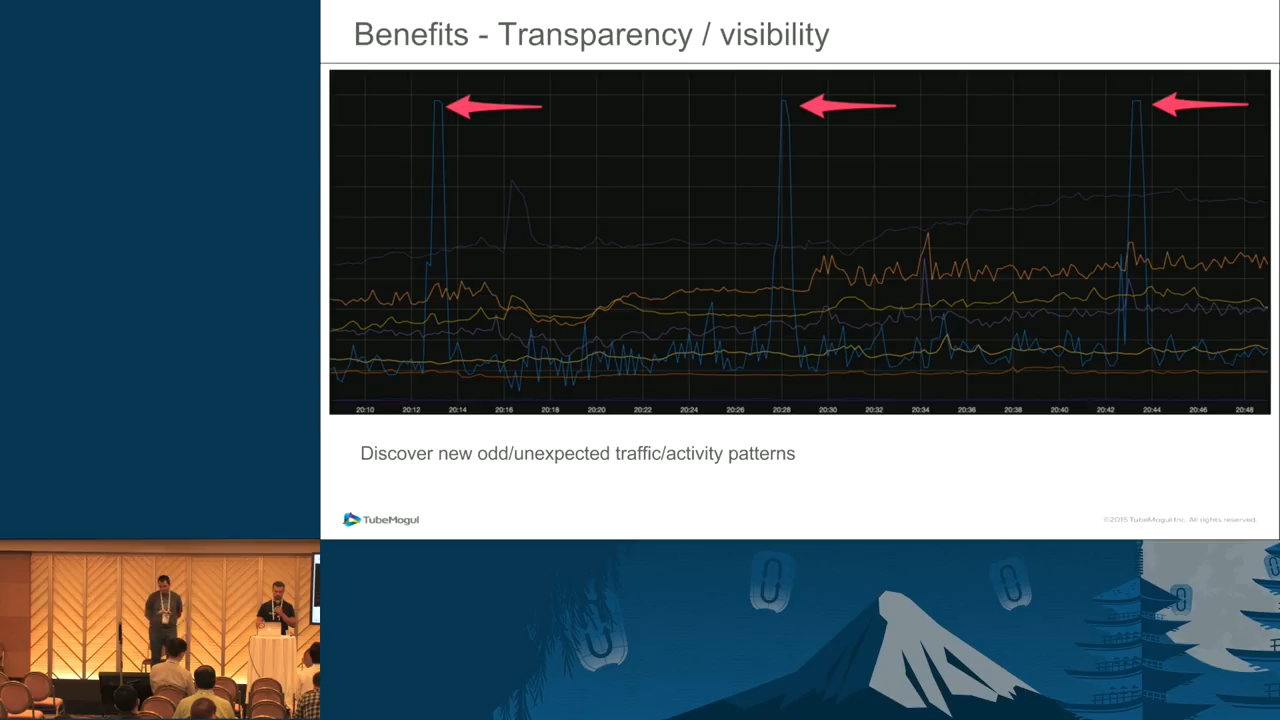 Benefits - Transparency / visibility
20:10 20:12 20:14 20:16 20:18 20:20 20:22 20:24 20:26 20:28 20:30 20:32 20:34 20:36 20:38 20:40 20:42 20:44 20:46 20:48
Discover new odd/unexpected traffic/activity patterns
TubeMogul
©2015 TubeMogul Inc. All rights reserved.